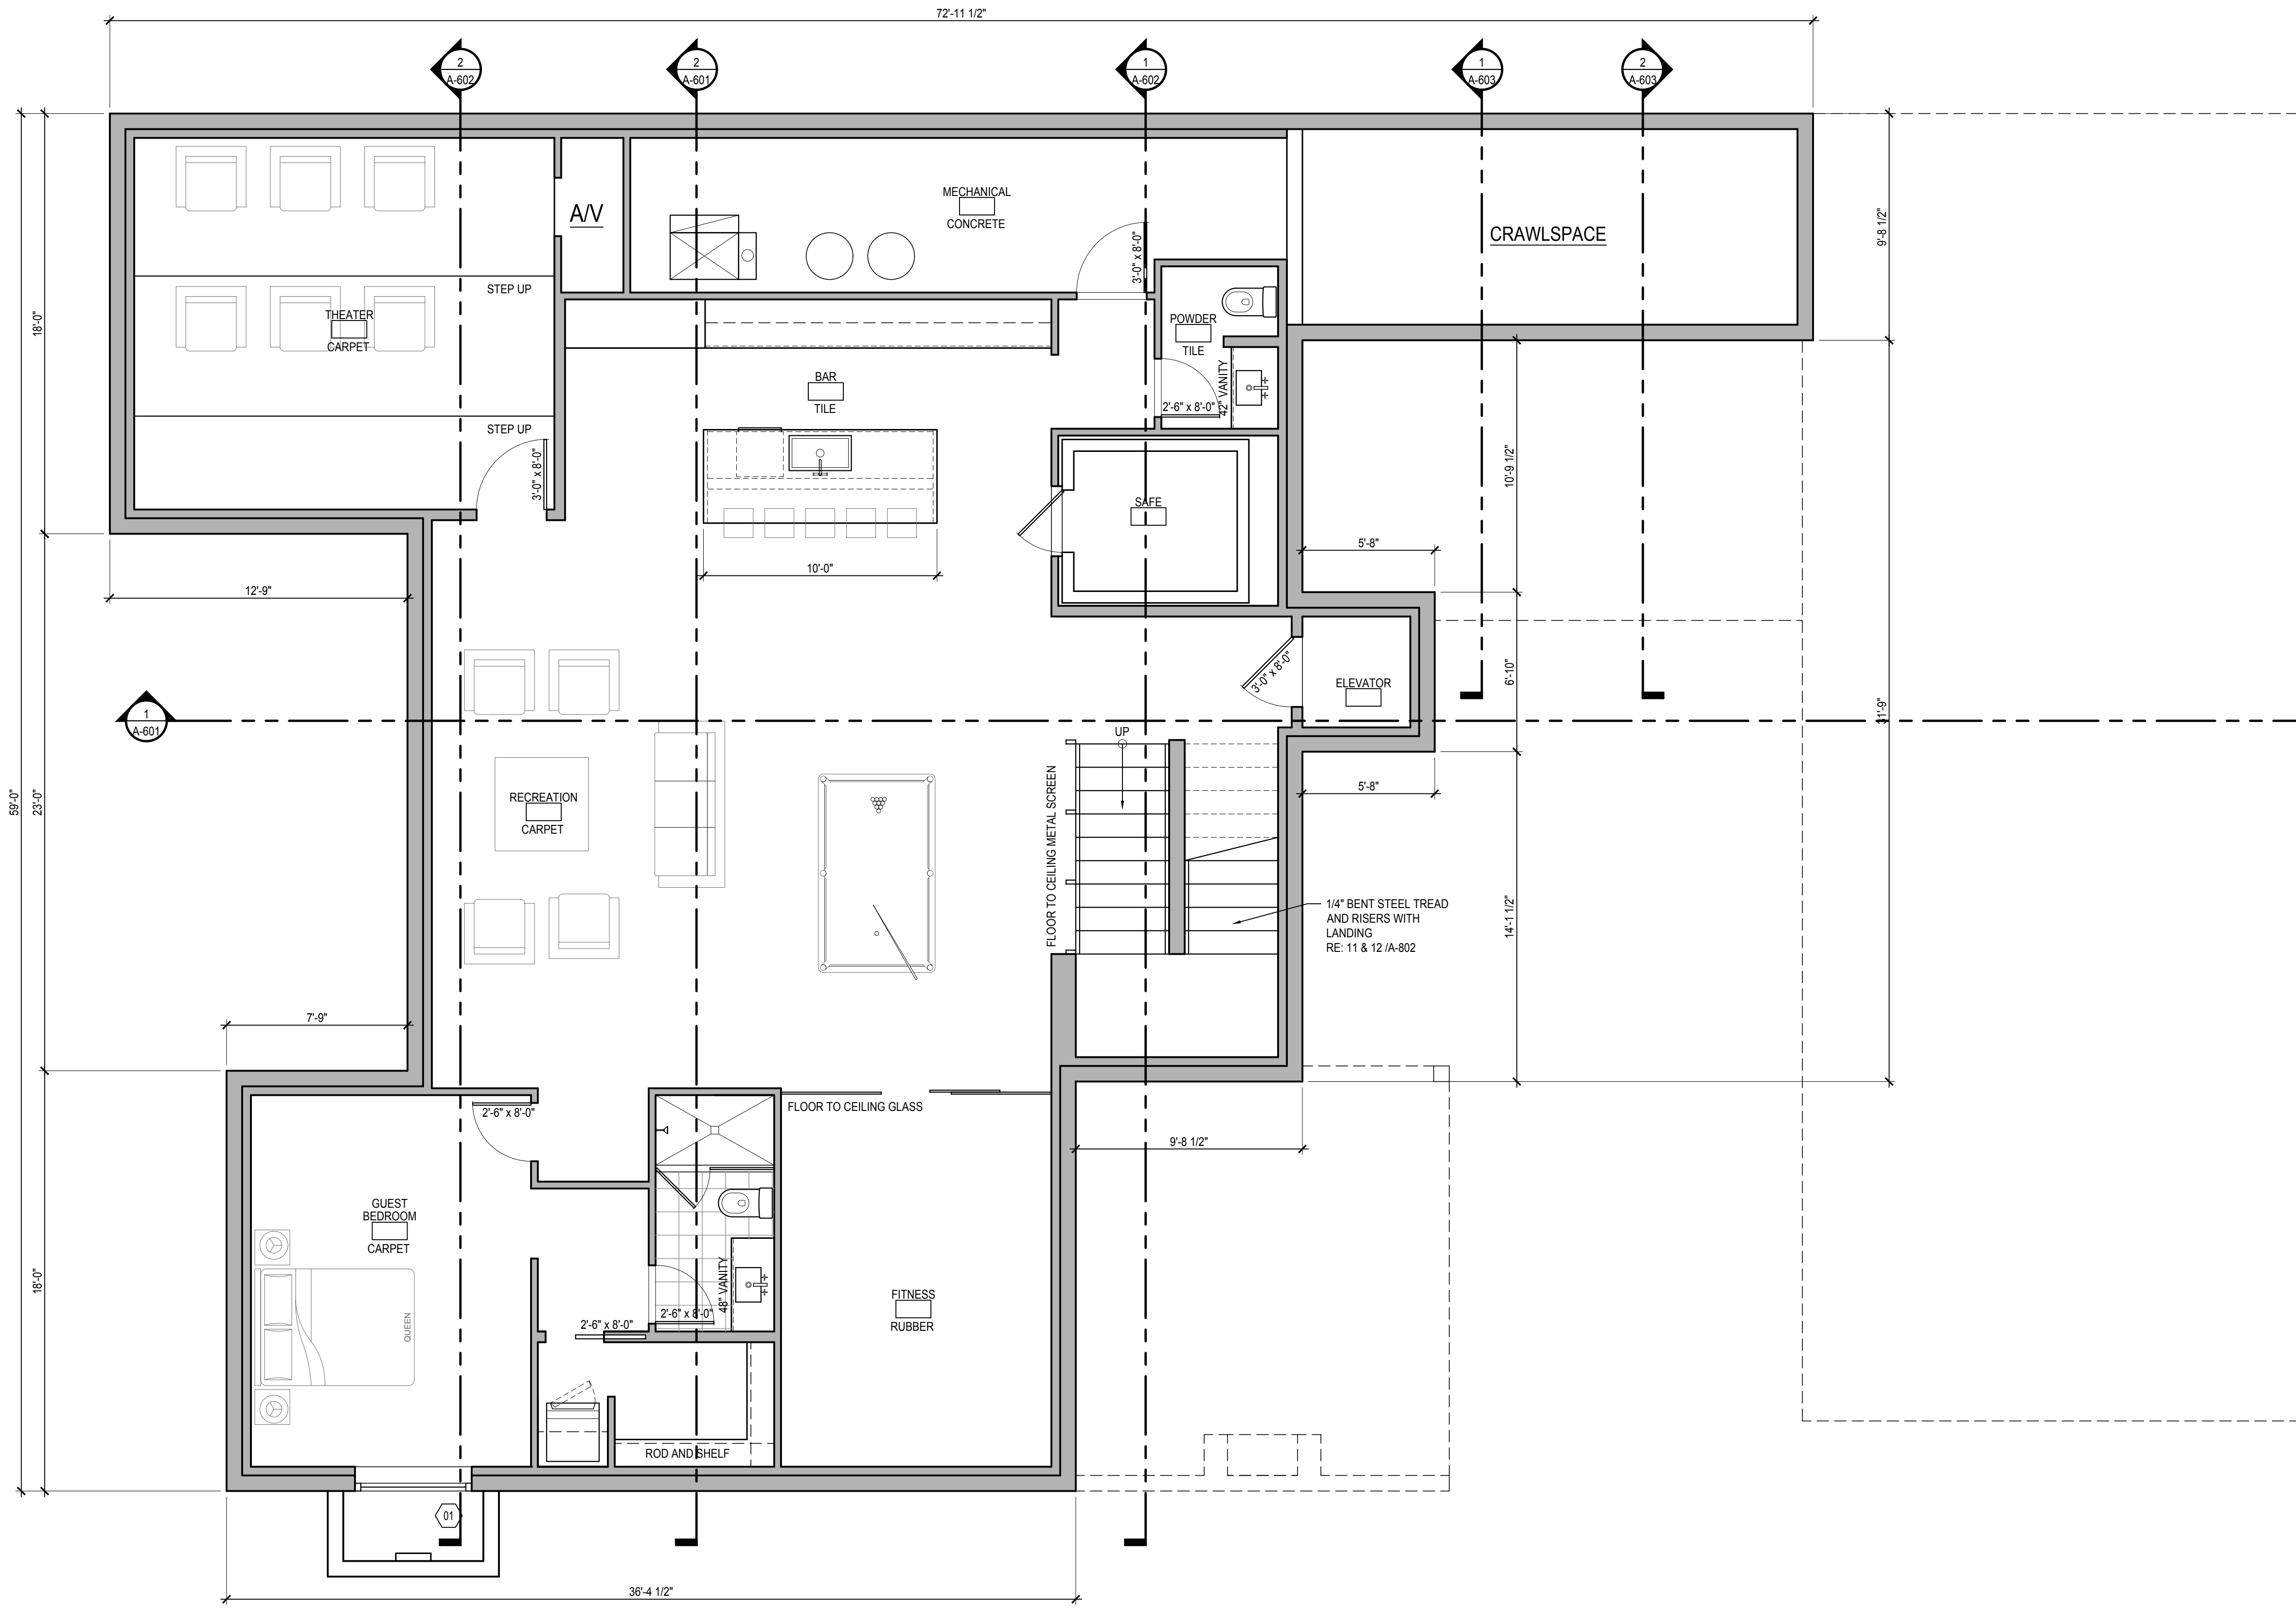 72'-11 1/2"
2
A-602
2
A-601
1
A-602
1
A-603
2
A-603
A/V
MECHANICAL
CONCRETE
3'-0" x 8'-0"
CRAWLSPACE
9'-8 1/2"
18'-0"
STEP UP
THEATER
CARPET
POWDER
TILE
42" VANITY
2'-6" x 8'-0"
BAR
TILE
STEP UP
3'-0" x 8'-0"
10'-9 1/2"
SAFE
5'-8"
10'-0"
12'-9"
3'-0" x 8'-0"
ELEVATOR
6'-10"
31'-9"
1
A-601
UP
59'-0"
23'-0"
RECREATION
CARPET
FLOOR TO CEILING METAL SCREEN
5'-8"
1/4" BENT STEEL TREAD
AND RISERS WITH
LANDING
RE: 11 & 12 /A-802
14'-1 1/2"
7'-9"
2'-6" x 8'-0"
FLOOR TO CEILING GLASS
9'-8 1/2"
GUEST
BEDROOM
CARPET
18'-0"
QUEEN
48" VANITY
2'-6" x 8'-0"
2'-6" x 8'-0"
FITNESS
RUBBER
ROD AND SHELF
01
36'-4 1/2"